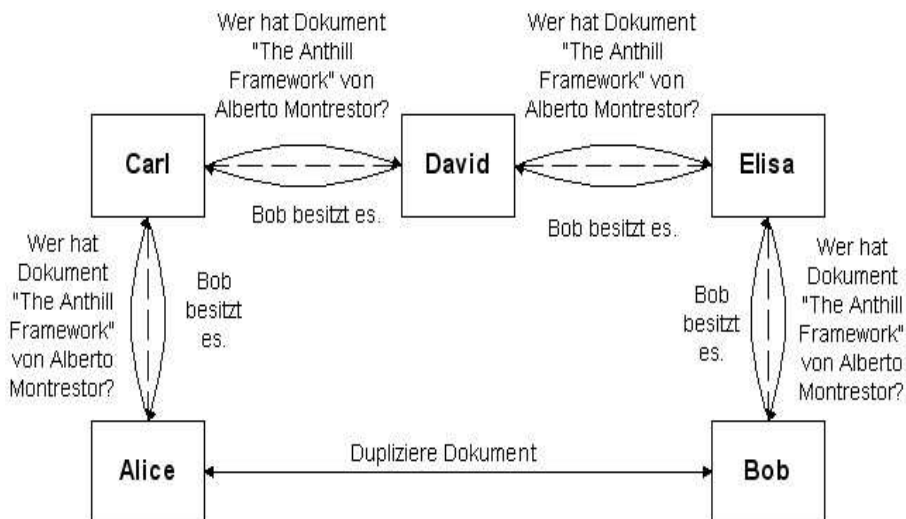 Wer hat Dokument
"The Anthill
Framework" von
Alberto Montrestor?
Wer hat Dokument
"The Anthill
Framework" von
Alberto Montrestor?
Carl
David
Elisa
Bob besitzt es.
Bob besitzt es.
Wer hat
Dokument
"The Anthill
Framework"
von Alberto
Montrestor?
Bob
besitzt
es.
Bob
besitzt
es.
Wer hat
Dokument
"The Anthill
Framework"
von Alberto
Montrestor?
Alice
Dupliziere Dokument
Bob